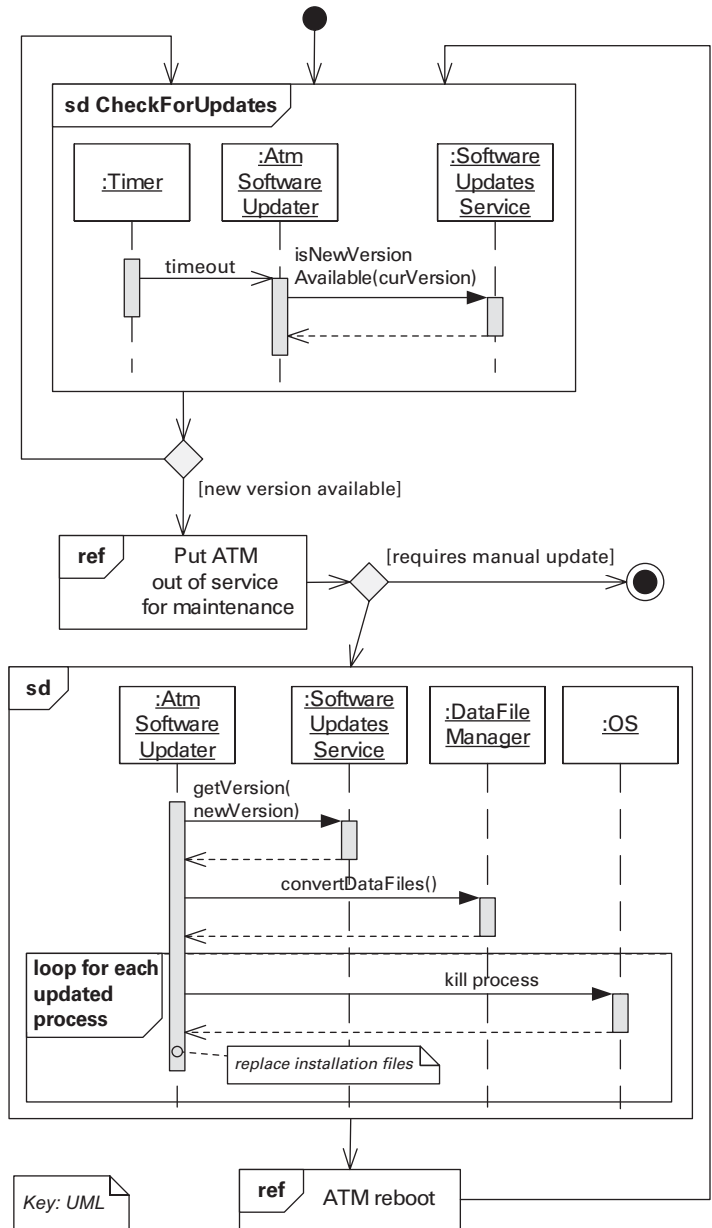 sd CheckForUpdates
:Timer
:Atm
Software
Updater
:Software
Updates
Service
timeout
isNewVersion
Available(curVersion)
[new version available]
ref
Put ATM
out of service
for maintenance
[requires manual update]
sd
:Atm
Software
Updater
:Software
Updates
Service
:DataFile
Manager
:OS
getVersion(
newVersion)
convertDataFiles()
loop for each
updated
process
kill process
replace installation files
Key: UML
ref
ATM reboot